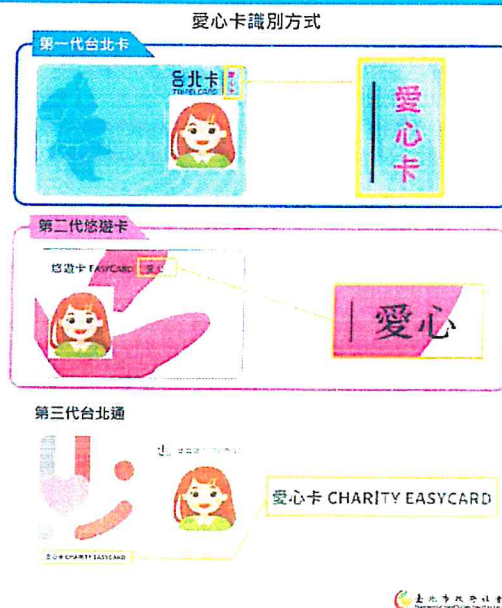 愛心卡識別方式
第一代台北卡
台北卡
TAIPEI CARD
愛心卡
愛心卡
第二代悠遊卡
悠遊卡 EASYCARD 愛心
愛心
第三代台北通
愛心卡 CHARITY EASYCARD
愛心卡 CHARITY EASYCARD